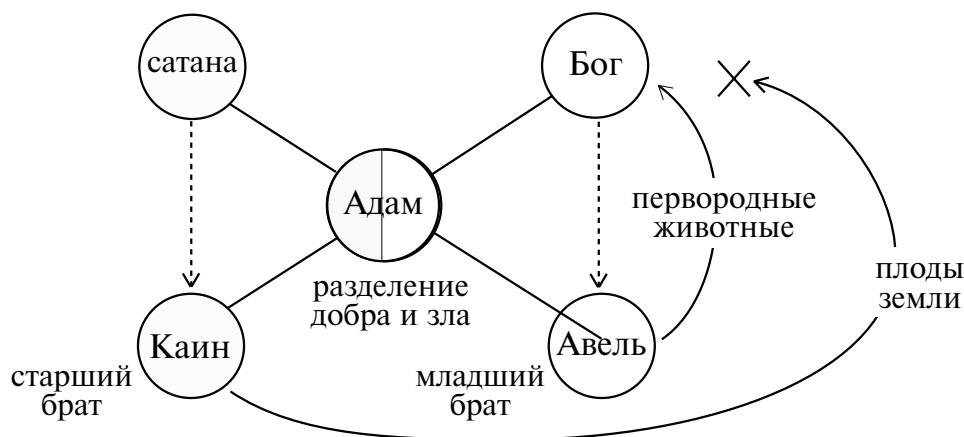 сатана
Бог
Адам
первородные
животные
плоды
земли
разделение
добра и зла
Каин
Авель
старший
брат
младший
брат